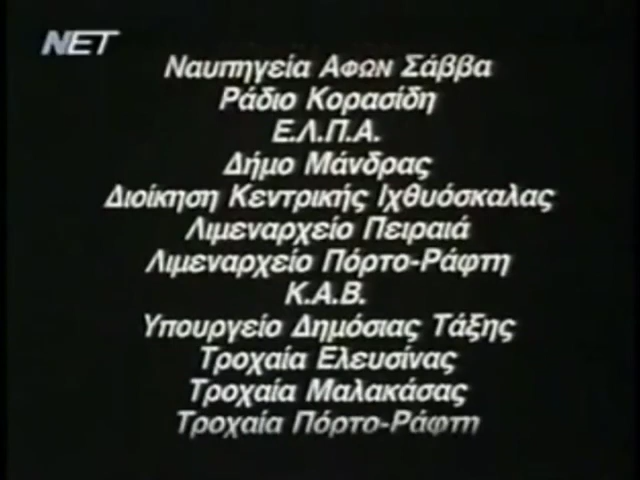 NET
Ναυπηγεία Αφων Σάββα
Ράδιο Κορασίδη
Ε.Λ.Π.Α.
Δήμο Μάνδρας
Διοίκηση Κεντρικής Ιχθυόσκαλας
Λιμεναρχείο Πειραιά
Λιμεναρχείο Πόρτο-Ράφτη
Κ.Α.Β.
Υπουργείο Δημόσιας Τάξης
Τροχαία Ελευσίνας
Τροχαία Μαλακάσας
Τροχαία Πόρτο-Ράφτη